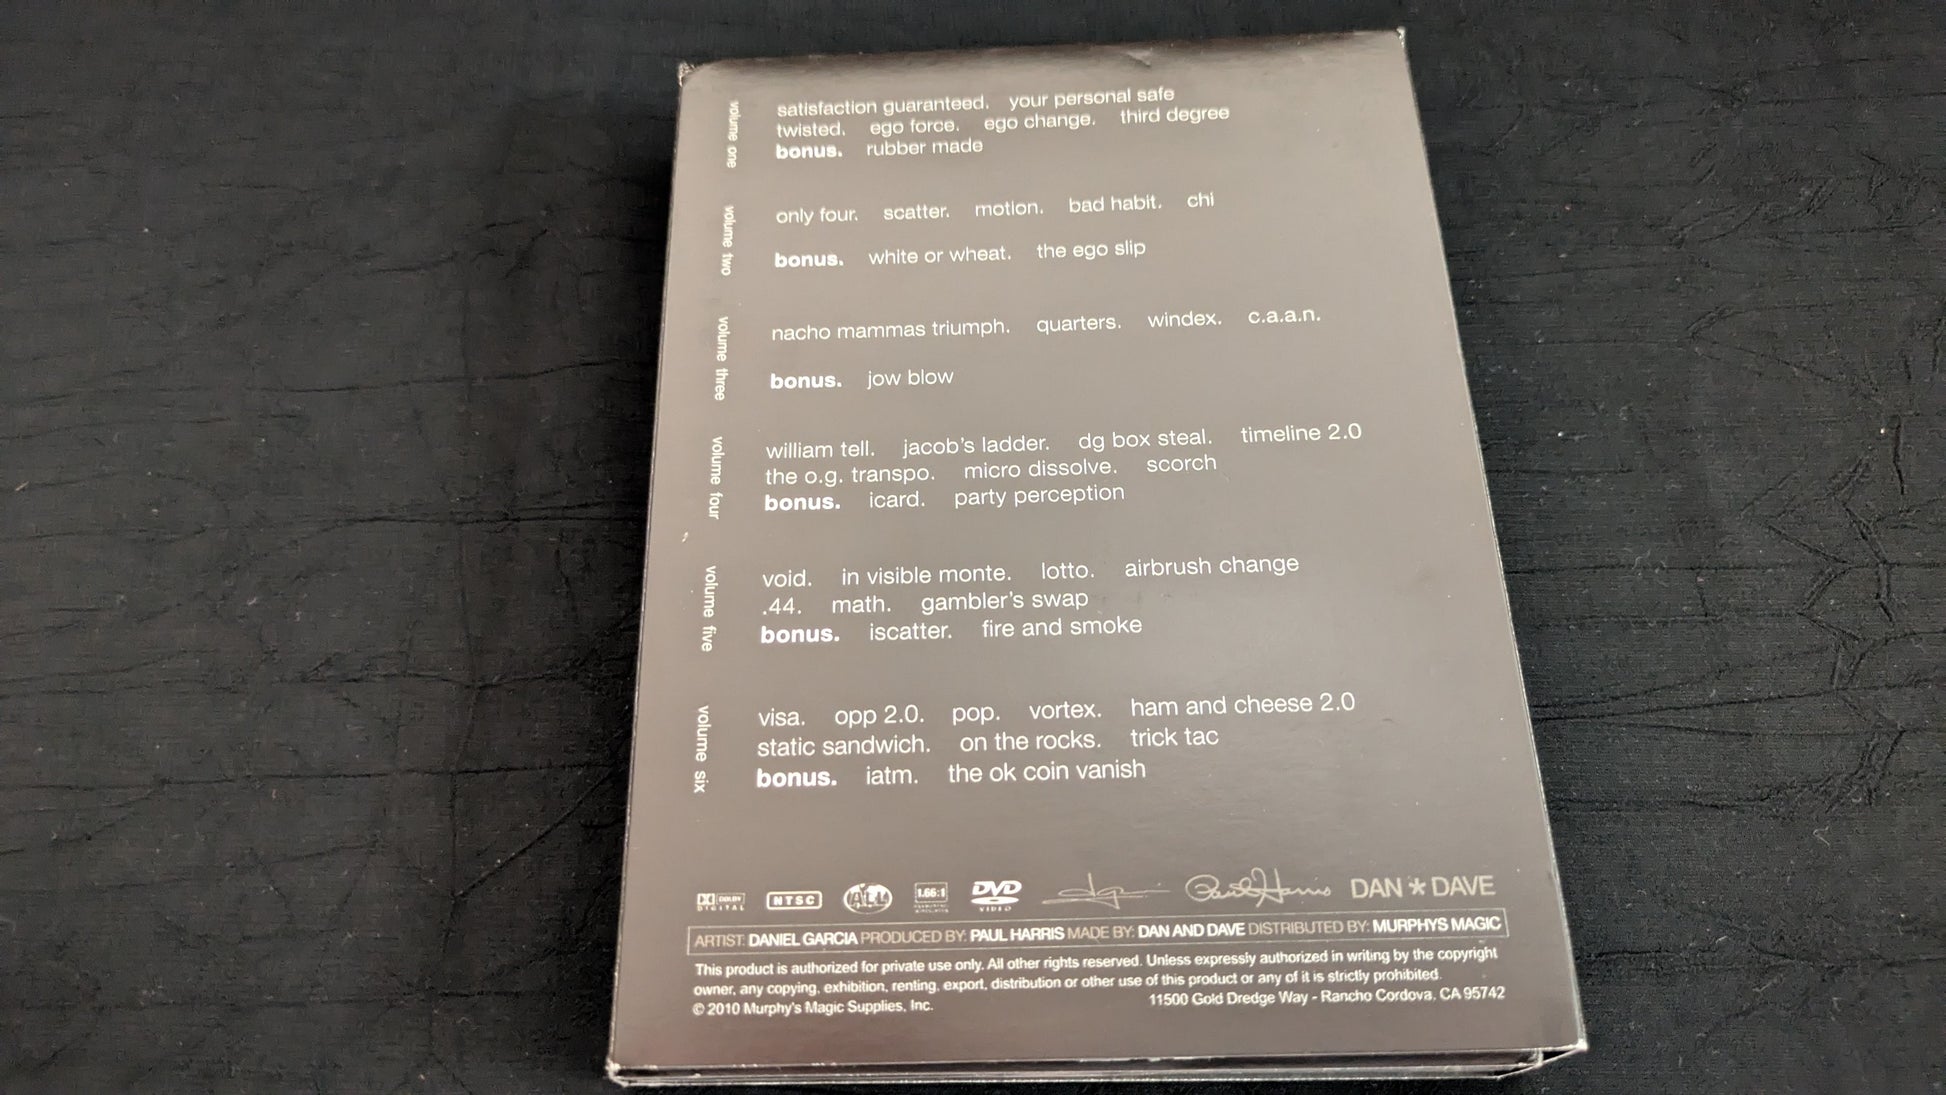 volume one
satisfaction guaranteed. your personal safe
twisted. ego force. ego change. third degree
bonus. rubber made
volume two
only four. scatter. motion. bad habit. chi
bonus. white or wheat. the ego slip
volume three
nacho mammas triumph. quarters. windex. c.a.a.n.
bonus. jow blow
volume four
william tell. jacob's ladder. dg box steal. timeline 2.0
the o.g. transpo. micro dissolve. scorch
bonus. icard. party perception
volume five
void. in visible monte. lotto. airbrush change
.44. math. gambler's swap
bonus. iscatter. fire and smoke
volume six
visa. opp 2.0. pop. vortex. ham and cheese 2.0
static sandwich. on the rocks. trick tac
bonus. iatm. the ok coin vanish
DOLBY DIGITAL NTSC ALL 1.66:1 DVD VIDEO Paul Harris DAN * DAVE
ARTIST: DANIEL GARCIA PRODUCED BY: PAUL HARRIS MADE BY: DAN AND DAVE DISTRIBUTED BY: MURPHYS MAGIC
This product is authorized for private use only. All other rights reserved. Unless expressly authorized in writing by the copyright
owner, any copying, exhibition, renting, export, distribution or other use of this product or any of it is strictly prohibited.
© 2010 Murphy's Magic Supplies, Inc. 11500 Gold Dredge Way - Rancho Cordova, CA 95742